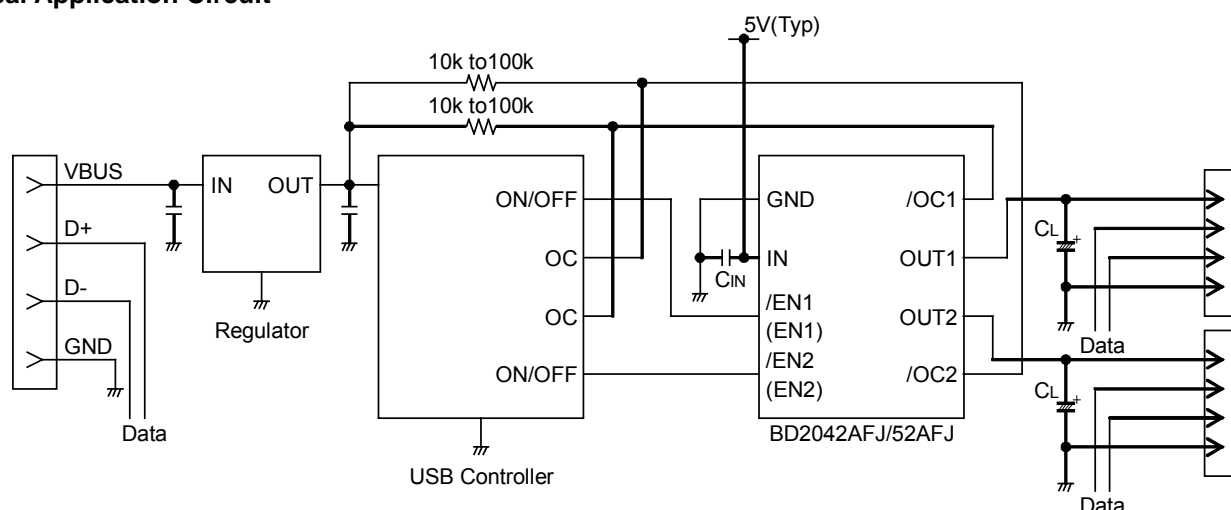 Application Circuit
5V(Typ)
10k to100k
10k to100k
VBUS
IN OUT
ON/OFF
GND
/OC1
D+
CL
+
OC
IN
OUT1
CIN
D-
Regulator
OC
/EN1
(EN1)
OUT2
Data
GND
ON/OFF
/EN2
(EN2)
/OC2
CL
+
Data
BD2042AFJ/52AFJ
USB Controller
Data